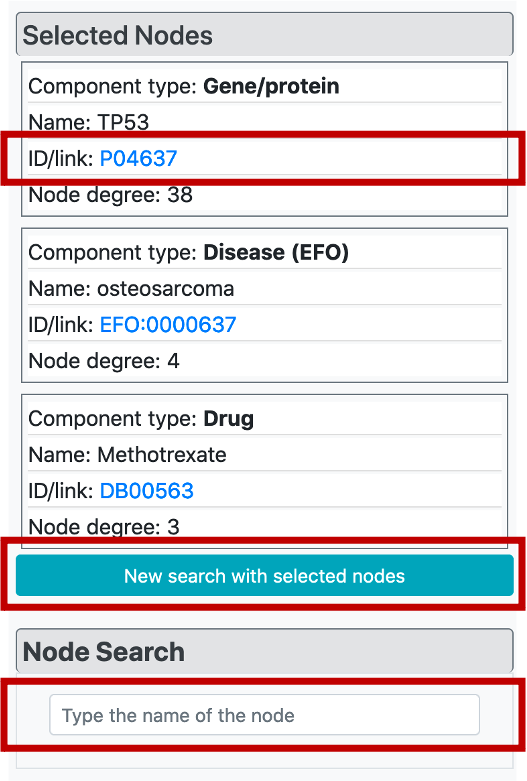 Selected Nodes
Component type: Gene/protein
Name: TP53
ID/link: P04637
Node degree: 38
Component type: Disease (EFO)
Name: osteosarcoma
ID/link: EFO:0000637
Node degree: 4
Component type: Drug
Name: Methotrexate
ID/link: DB00563
Node degree: 3
New search with selected nodes
Node Search
Type the name of the node